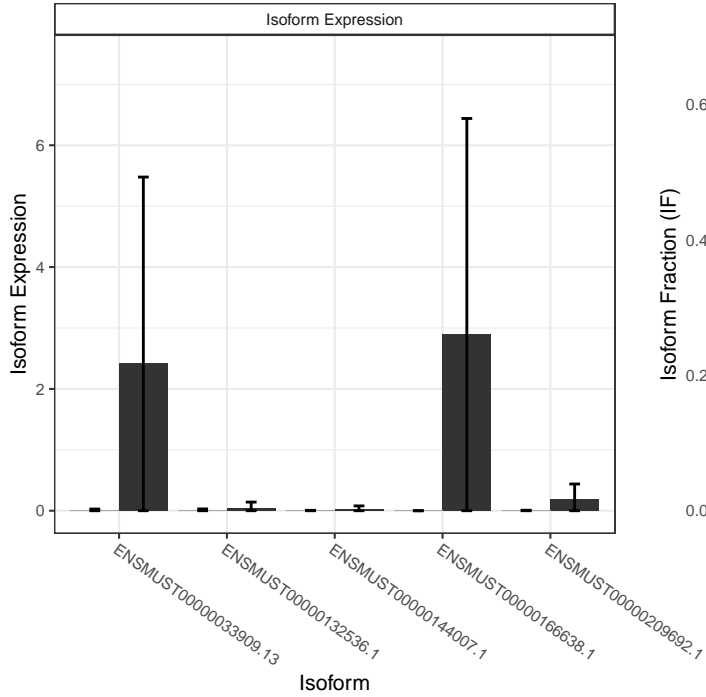 Isoform Expression
Isoform Expression
6
4
2
0
ENSMUST00000033909.13
ENSMUST00000132536.1
ENSMUST00000144007.1
ENSMUST00000166638.1
ENSMUST00000209692.1
Isoform
Isoform Fraction (IF)
0.6
0.4
0.2
0.0